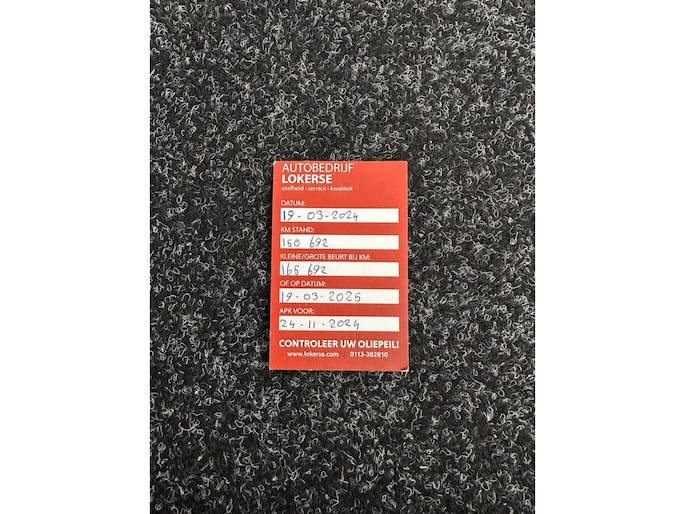 AUTOBEDRIJF
LOKERSE
snelheid • service • kwaliteit
DATUM:
19-03-2024
KM STAND:
150 692
KLEINE/GROTE BEURT BIJ KM:
165 692
OF OP DATUM:
19-03-2025
APK VOOR:
24-11-2024
CONTROLEER UW OLIEPEIL!
www.lokerse.com 0113-382810